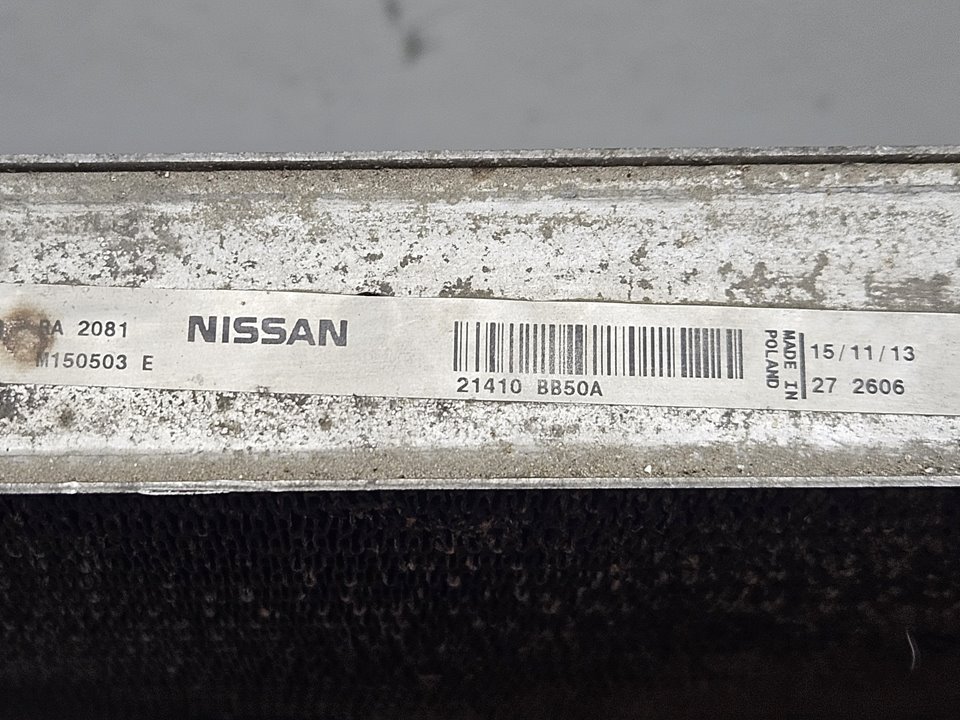 RA 2081
M150503 E
NISSAN
21410 BB50A
MADE IN
POLAND
15/11/13
27 2606